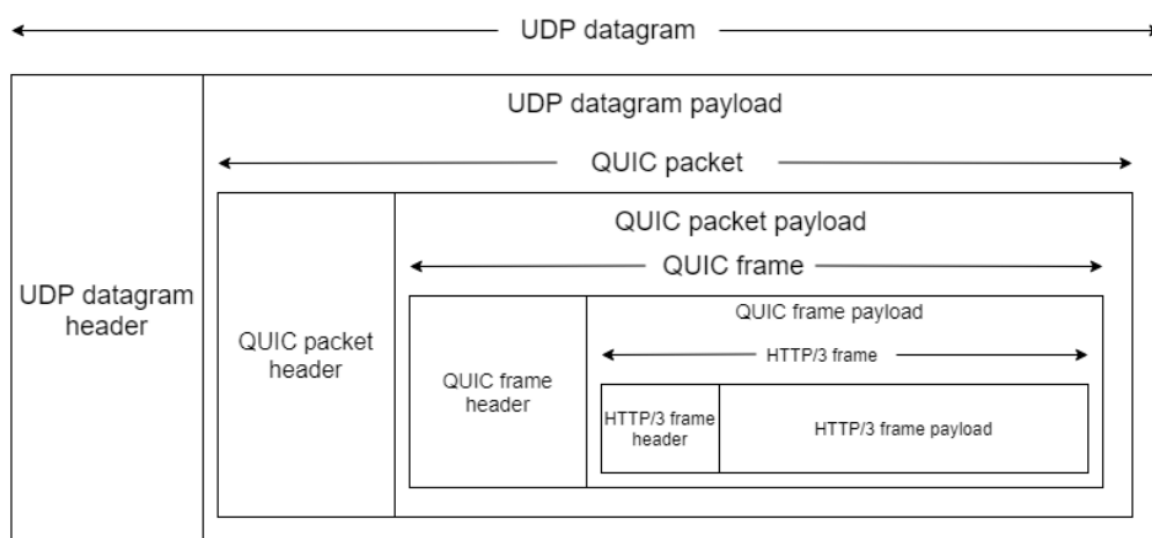 UDP datagram
UDP datagram payload
QUIC packet
QUIC packet payload
QUIC frame
UDP datagram
header
QUIC packet
header
QUIC frame payload
HTTP/3 frame
QUIC frame
header
HTTP/3 frame
header
HTTP/3 frame payload